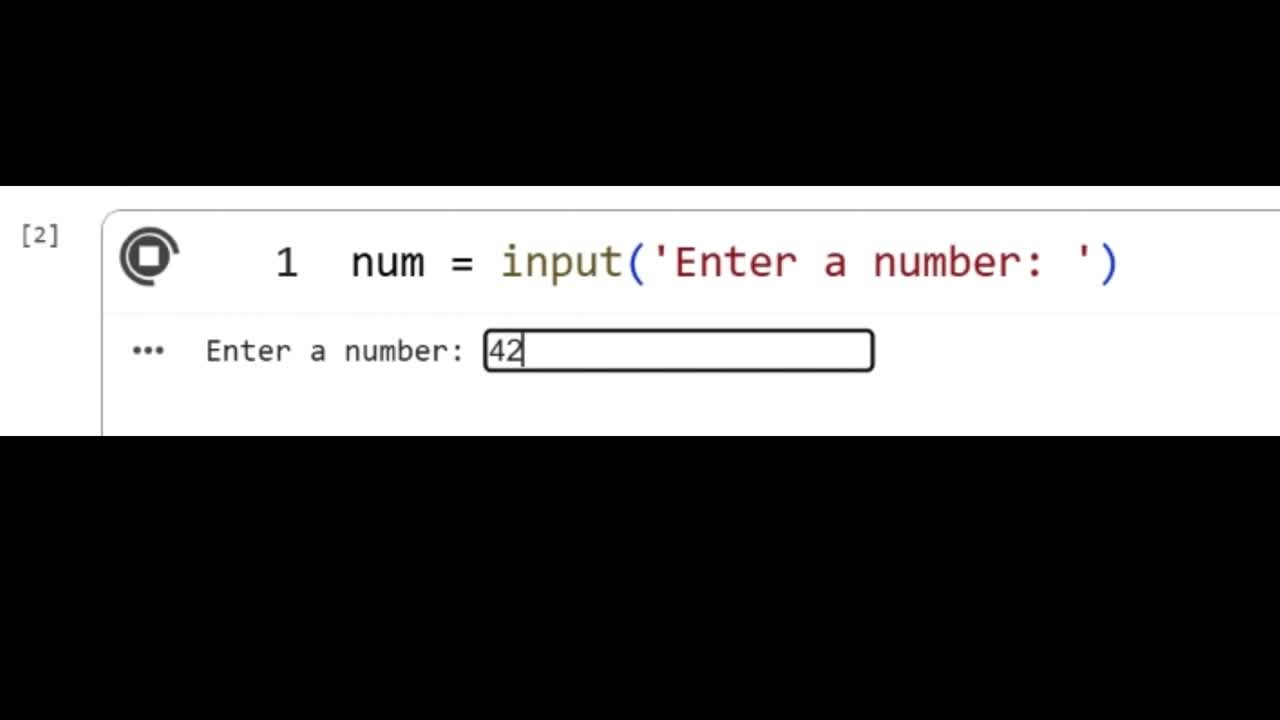 [2]
1 num = input('Enter a number: ')
••• Enter a number: 42